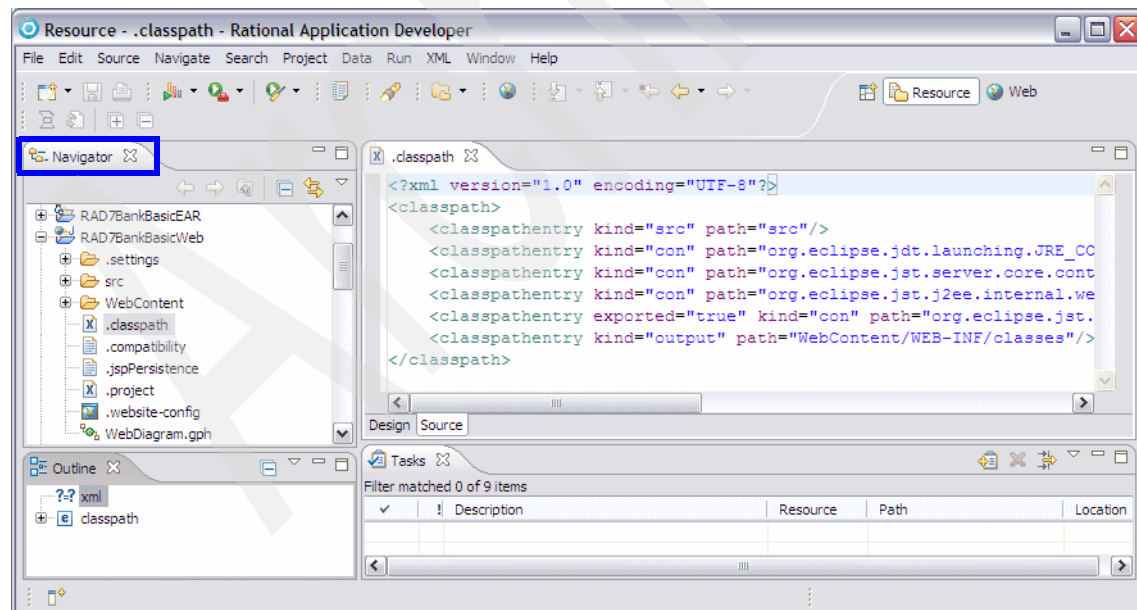 Resource - .classpath - Rational Application Developer
File Edit Source Navigate Search Project Data Run XML Window Help
Resource Web
Navigator
RAD7BankBasicEAR
RAD7BankBasicWeb
.settings
src
WebContent
.classpath
.compatibility
.jspPersistence
.project
.website-config
WebDiagram.gph
.classpath
<?xml version="1.0" encoding="UTF-8"?>
<classpath>
<classpathentry kind="src" path="src"/>
<classpathentry kind="con" path="org.eclipse.jdt.launching.JRE_CO
<classpathentry kind="con" path="org.eclipse.jst.server.core.cont
<classpathentry kind="con" path="org.eclipse.jst.j2ee.internal.we
<classpathentry exported="true" kind="con" path="org.eclipse.jst.
<classpathentry kind="output" path="WebContent/WEB-INF/classes"/>
</classpath>
Design Source
Outline
?=? xml
e classpath
Tasks
Filter matched 0 of 9 items
! Description Resource Path Location